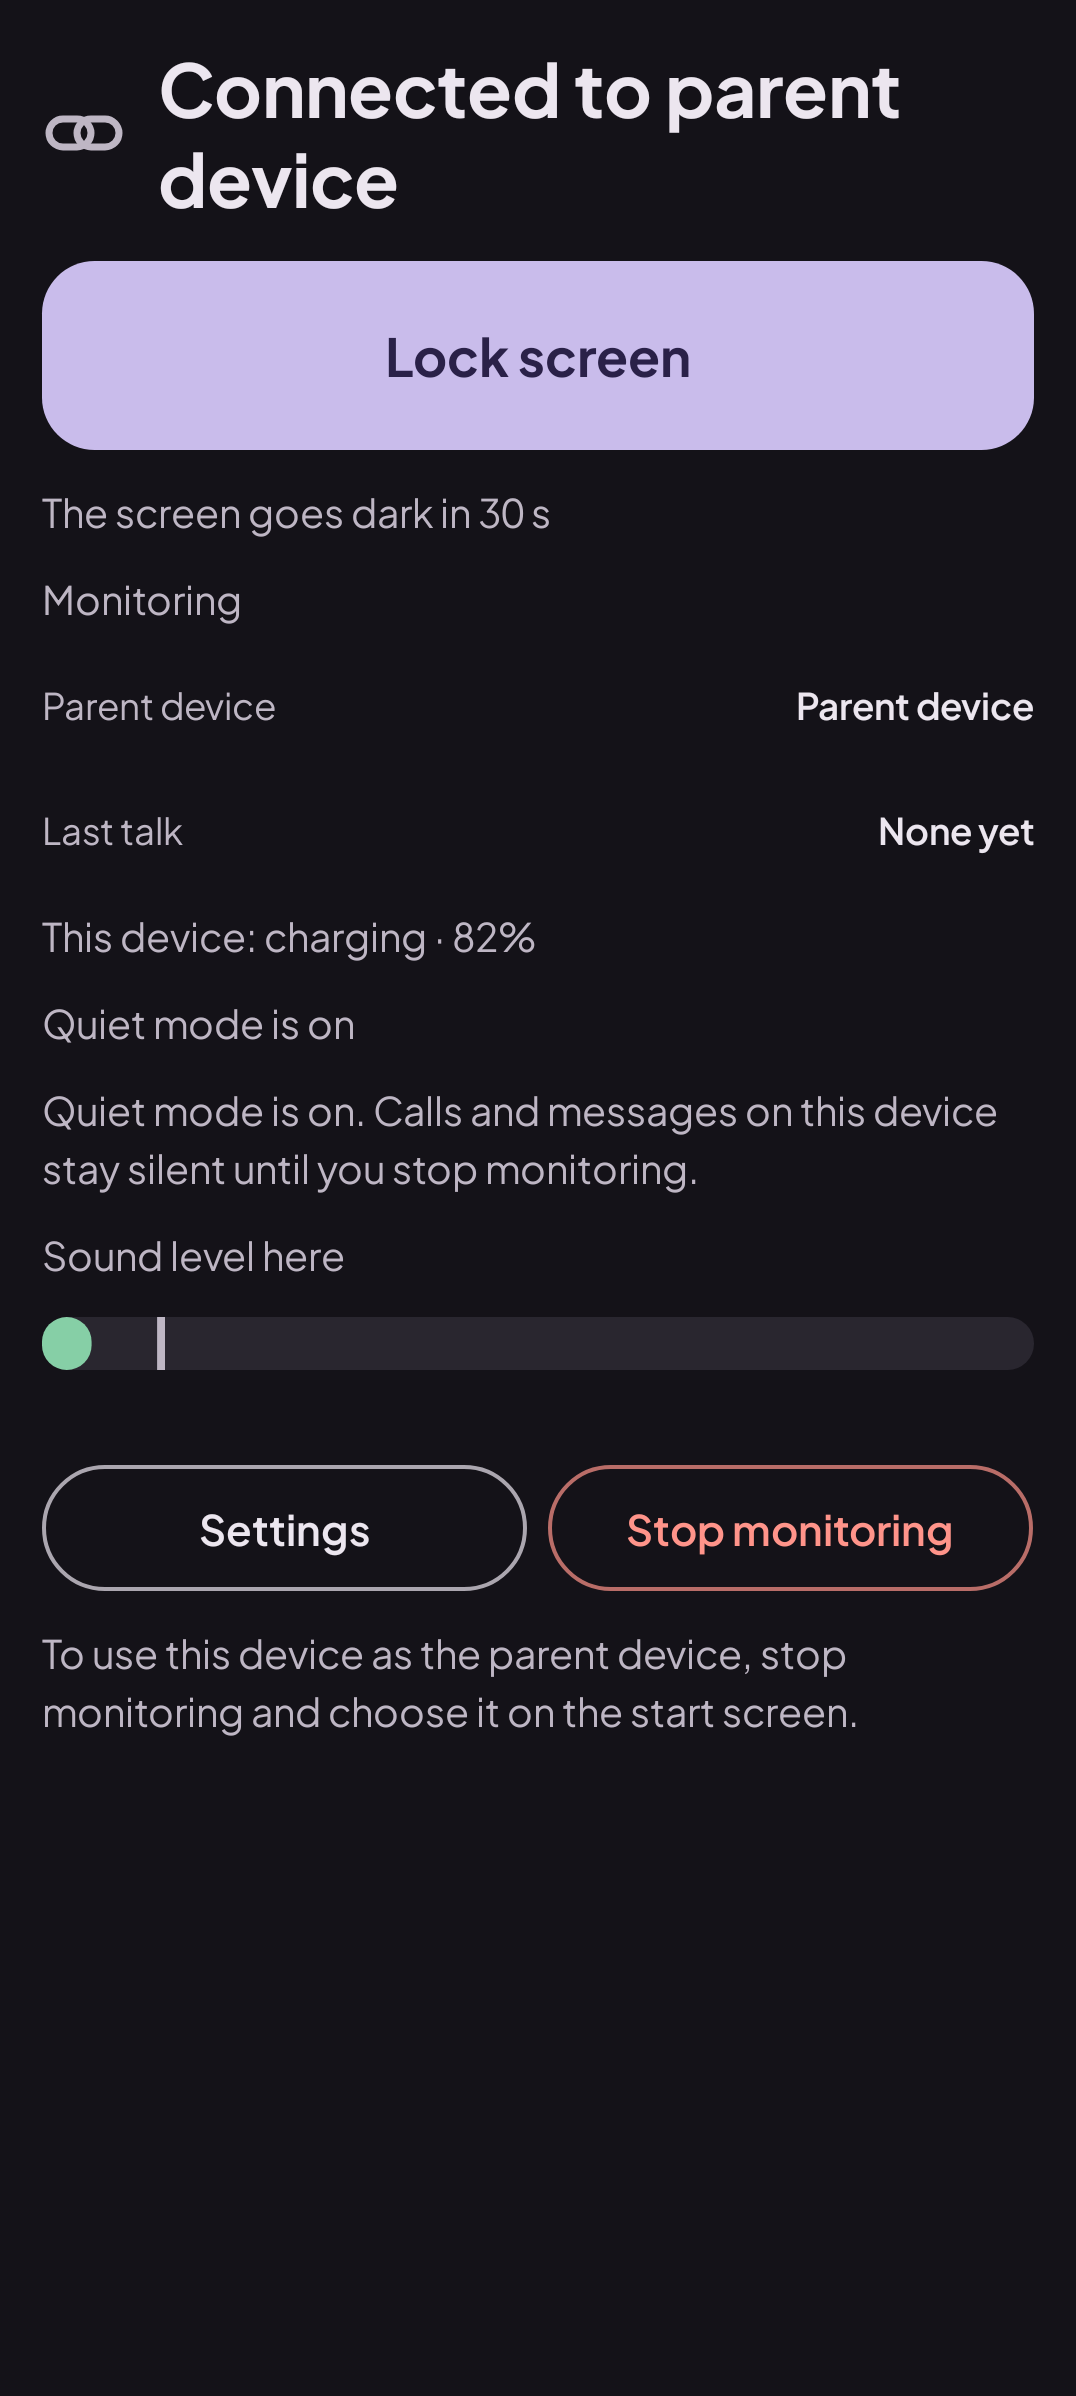 Connected to parent
device
Lock screen
The screen goes dark in 30 s
Monitoring
Parent device Parent device
Last talk None yet
This device: charging · 82%
Quiet mode is on
Quiet mode is on. Calls and messages on this device
stay silent until you stop monitoring.
Sound level here
Settings Stop monitoring
To use this device as the parent device, stop
monitoring and choose it on the start screen.